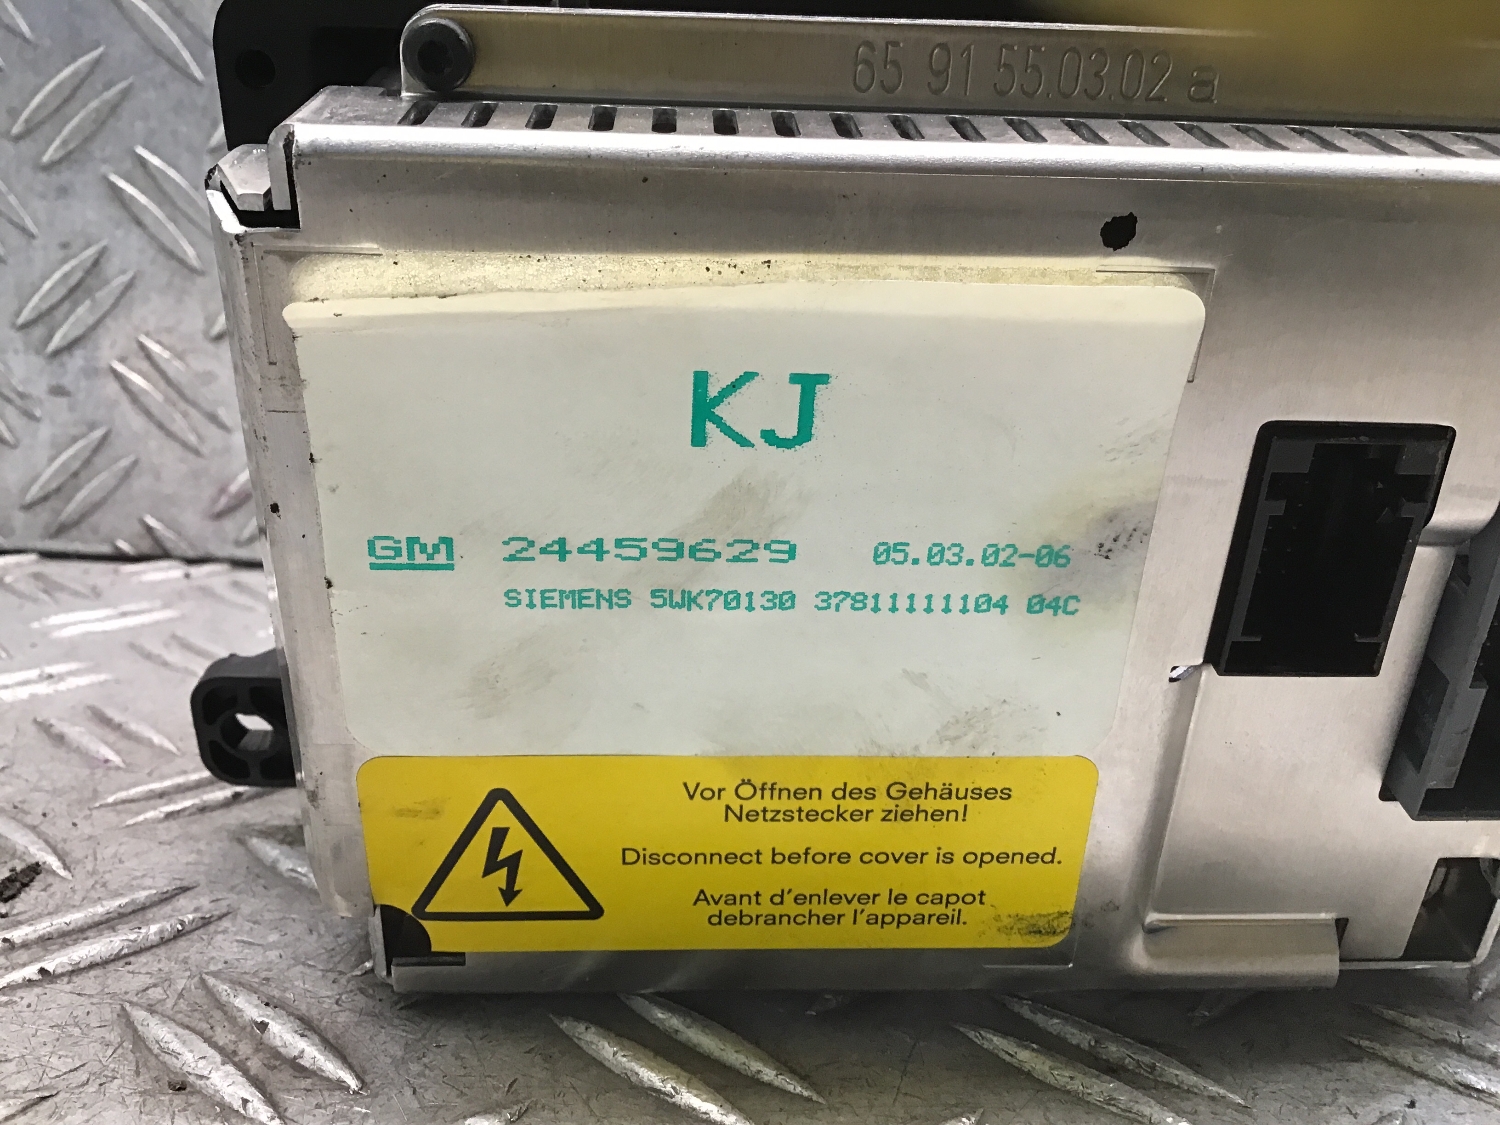 65 91 55.03.02 a
KJ
GM 24459629 05.03.02-06
SIEMENS 5WK70130 37811111104 04C
Vor Öffnen des Gehäuses
Netzstecker ziehen!
Disconnect before cover is opened.
Avant d'enlever le capot
debrancher l'appareil.